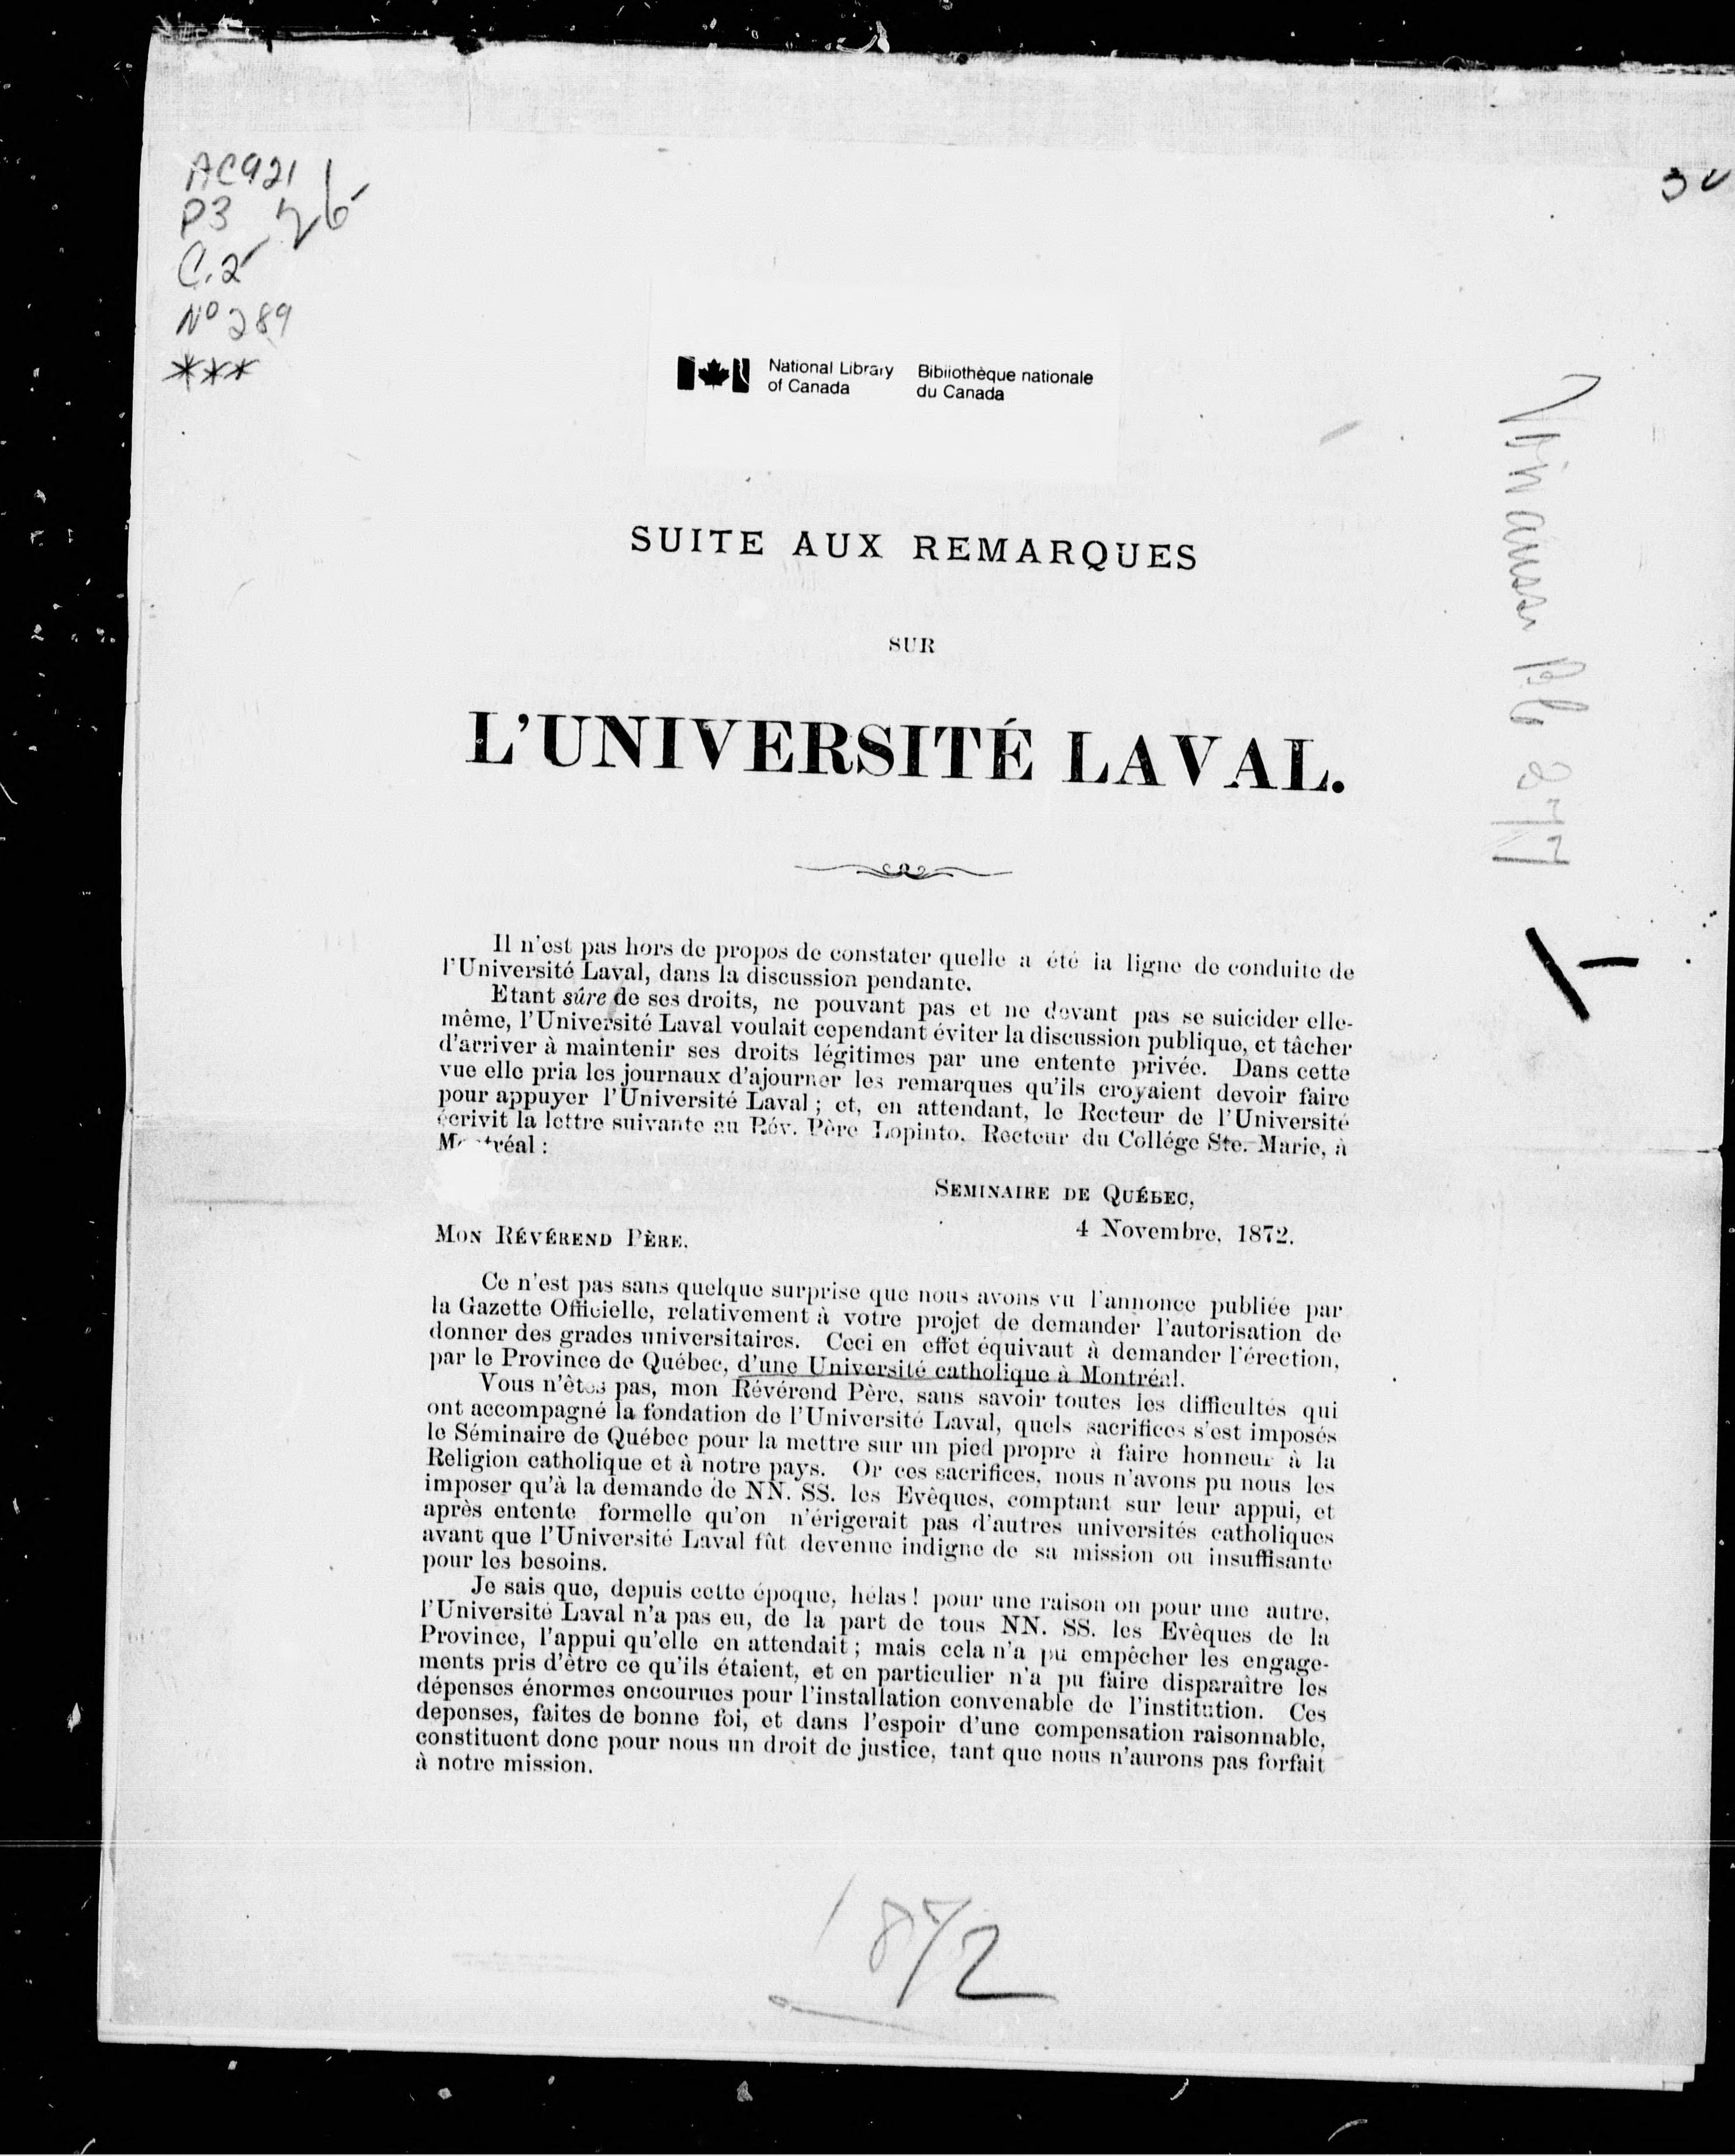 AC921
P3
C.2
No 289
***
National Library of Canada
Bibliothèque nationale du Canada
SUITE AUX REMARQUES
SUR
L'UNIVERSITÉ LAVAL.
Il n'est pas hors de propos de constater quelle a été la ligne de conduite de
l'Université Laval, dans la discussion pendante.
Etant sûre de ses droits, ne pouvant pas et ne devant pas se suicider elle-
même, l'Université Laval voulait cependant éviter la discussion publique, et tâcher
d'arriver à maintenir ses droits légitimes par une entente privée. Dans cette
vue elle pria les journaux d'ajourner les remarques qu'ils croyaient devoir faire
pour appuyer l'Université Laval ; et, en attendant, le Recteur de l'Université
écrivit la lettre suivante au Rév. Père Lopinto, Recteur du Collége Ste. Marie, à
Montréal :
SEMINAIRE DE QUÉBEC,
4 Novembre, 1872.
MON RÉVÉREND PÈRE,
Ce n'est pas sans quelque surprise que nous avons vu l'annonce publiée par
la Gazette Officielle, relativement à votre projet de demander l'autorisation de
donner des grades universitaires. Ceci en effet équivaut à demander l'érection,
par le Province de Québec, d'une Université catholique à Montréal.
Vous n'êtes pas, mon Révérend Père, sans savoir toutes les difficultés qui
ont accompagné la fondation de l'Université Laval, quels sacrifices s'est imposés
le Séminaire de Québec pour la mettre sur un pied propre à faire honneur à la
Religion catholique et à notre pays. Or ces sacrifices, nous n'avons pu nous les
imposer qu'à la demande de NN. SS. les Evêques, comptant sur leur appui, et
après entente formelle qu'on n'érigerait pas d'autres universités catholiques
avant que l'Université Laval fût devenue indigne de sa mission ou insuffisante
pour les besoins.
Je sais que, depuis cette époque, hélas ! pour une raison ou pour une autre,
l'Université Laval n'a pas eu, de la part de tous NN. SS. les Evêques de la
Province, l'appui qu'elle en attendait ; mais cela n'a pu empêcher les engage-
ments pris d'être ce qu'ils étaient, et en particulier n'a pu faire disparaître les
dépenses énormes encourues pour l'installation convenable de l'institution. Ces
depenses, faites de bonne foi, et dans l'espoir d'une compensation raisonnable,
constituent donc pour nous un droit de justice, tant que nous n'aurons pas forfait
à notre mission.
1872